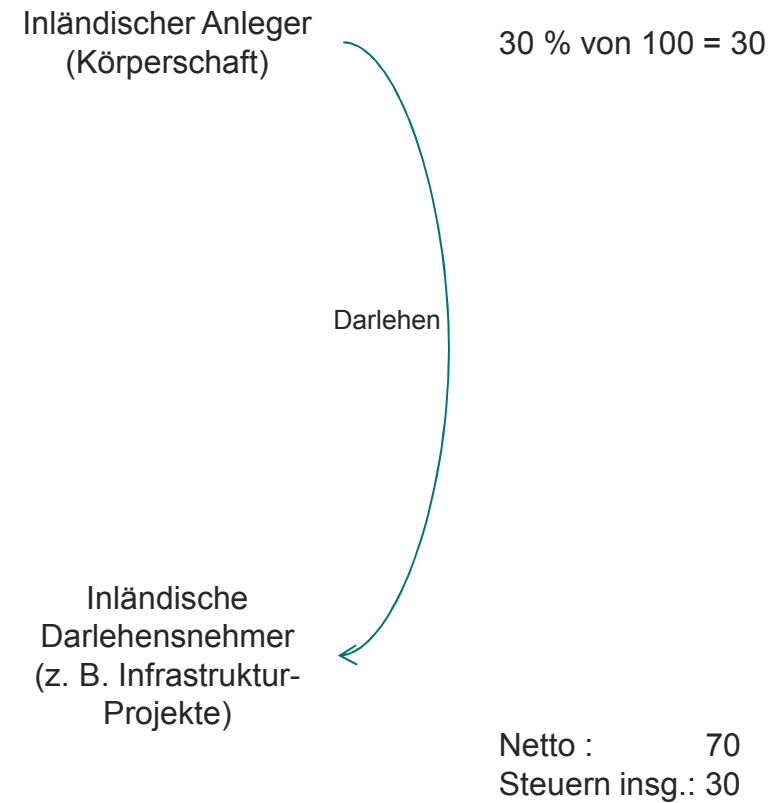 Inländischer Anleger
(Körperschaft)
30 % von 100 = 30
Darlehen
Inländische
Darlehensnehmer
(z. B. Infrastruktur-
Projekte)
Netto : 70
Steuern insg.: 30